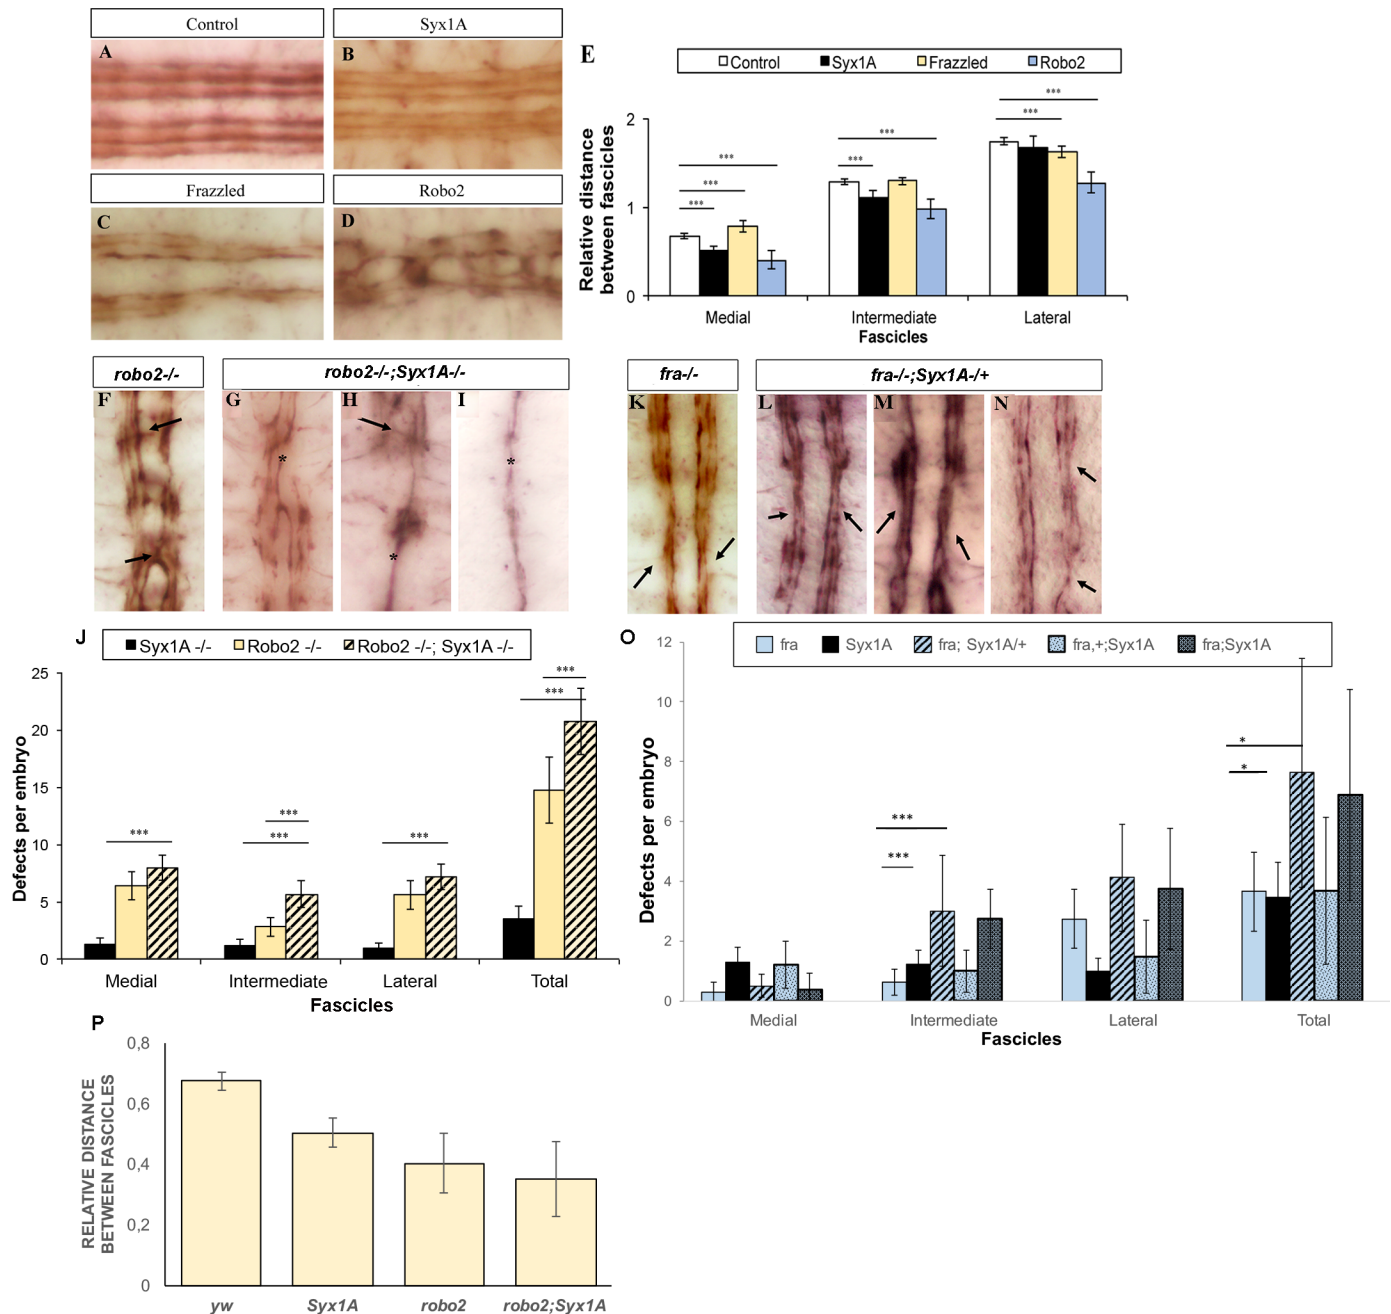 Control
Syx1A
A
B
Frazzled
Robo2
C
D
E
Control Syx1A Frazzled Robo2
Relative distance
between fascicles
2
1
0
***
***
***
***
***
***
***
Medial Intermediate Lateral
Fascicles
robo2-/-
robo2-/-;Syx1A-/-
F
G
H
I
*
*
*
fra-/-
fra-/-;Syx1A-/+
K
L
M
N
J
Syx1A -/- Robo2 -/- Robo2 -/-; Syx1A -/-
Defects per embryo
25
20
15
10
5
0
***
***
***
***
***
***
Medial Intermediate Lateral Total
Fascicles
O
fra Syx1A fra; Syx1A/+ fra,+;Syx1A fra;Syx1A
Defects per embryo
12
10
8
6
4
2
0
***
***
*
*
Medial Intermediate Lateral Total
Fascicles
P
RELATIVE DISTANCE
BETWEEN FASCICLES
0,8
0,6
0,4
0,2
0
yw Syx1A robo2 robo2;Syx1A